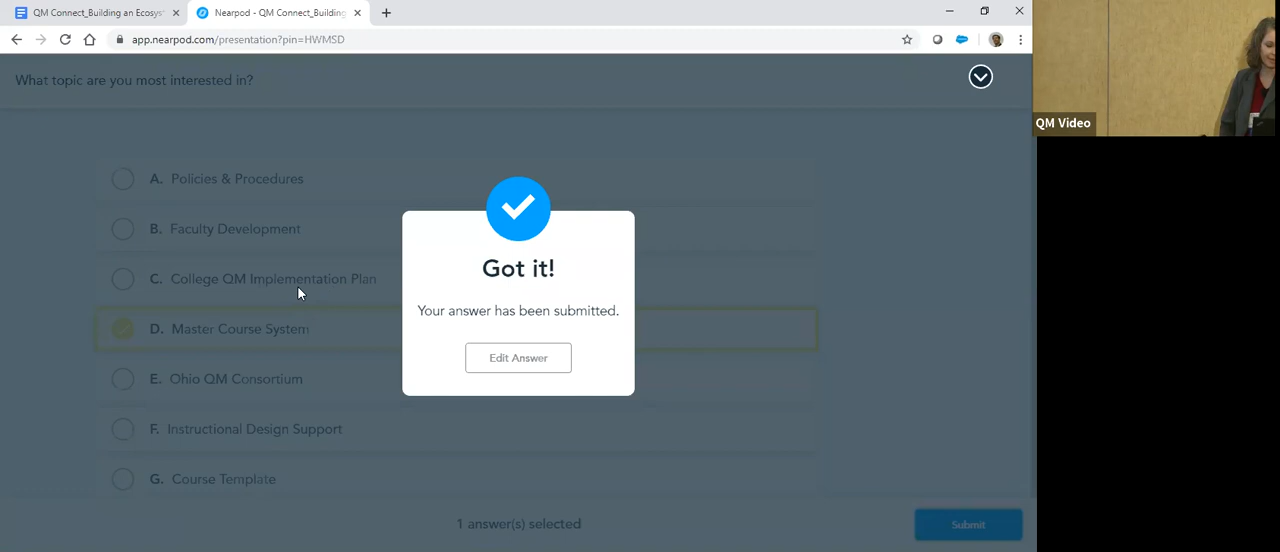 QM Connect_Building an Ecosys
Nearpod - QM Connect_Building
app.nearpod.com/presentation?pin=HWMSD
What topic are you most interested in?
QM Video
A. Policies & Procedures
B. Faculty Development
C. College QM Implementation Plan
D. Master Course System
E. Ohio QM Consortium
F. Instructional Design Support
G. Course Template
Got it!
Your answer has been submitted.
Edit Answer
1 answer(s) selected
Submit